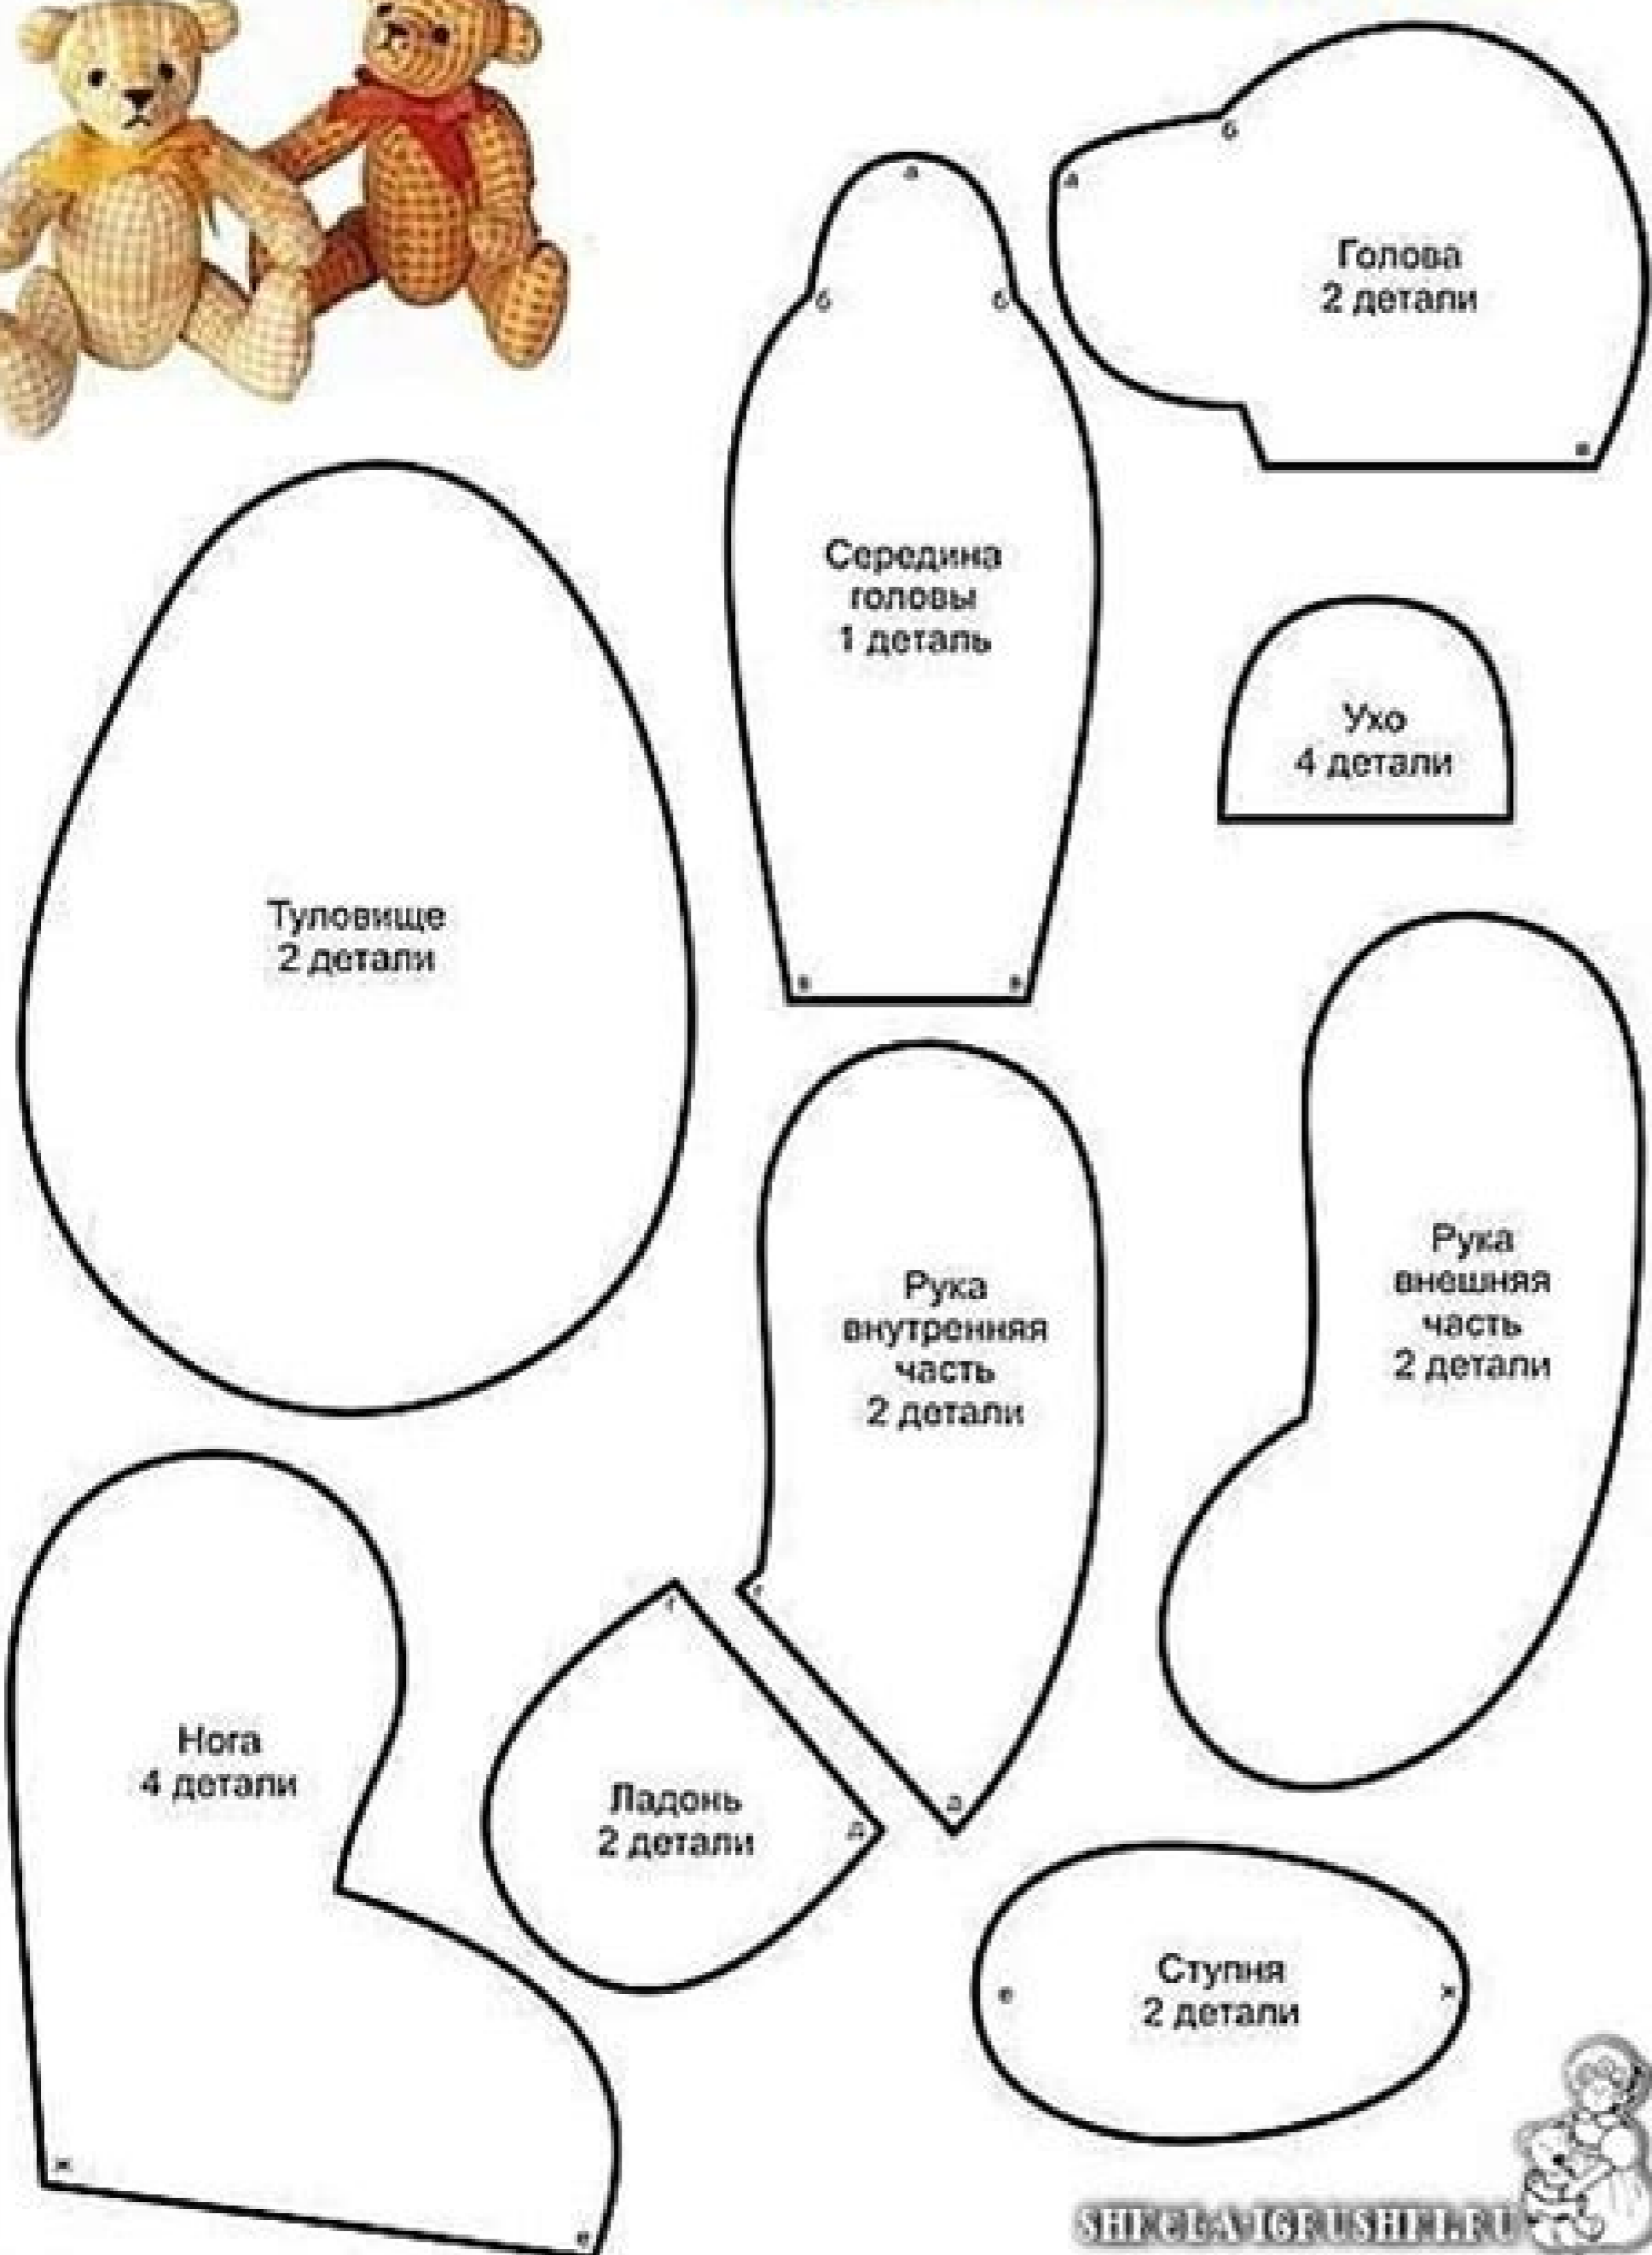 б
а
а
Голова
2 детали
б
б
в
Середина
головы
1 деталь
Ухо
4 детали
Туловище
2 детали
в
в
Рука
внешняя
часть
2 детали
Рука
внутренняя
часть
2 детали
г
г
Нога
4 детали
Ладонь
2 детали
д
д
Ступня
2 детали
е
ж
ж
е